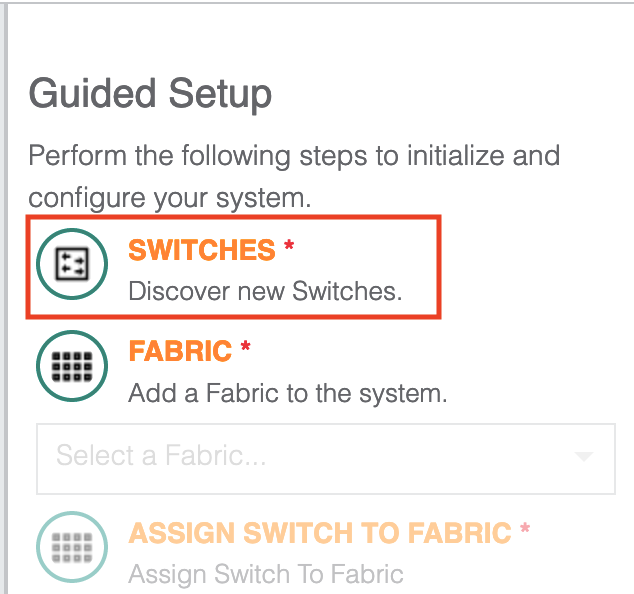 Guided Setup
Perform the following steps to initialize and
configure your system.
SWITCHES *
Discover new Switches.
FABRIC *
Add a Fabric to the system.
Select a Fabric...
ASSIGN SWITCH TO FABRIC *
Assign Switch To Fabric